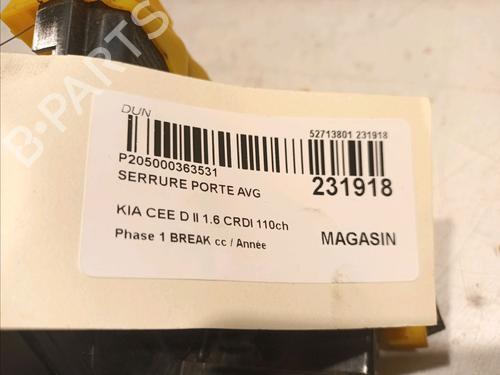 DUN
52713801 231918
P205000363531
SERRURE PORTE AVG
231918
KIA CEE D II 1.6 CRDI 110ch
Phase 1 BREAK cc / Année
MAGASIN
B-PARTS